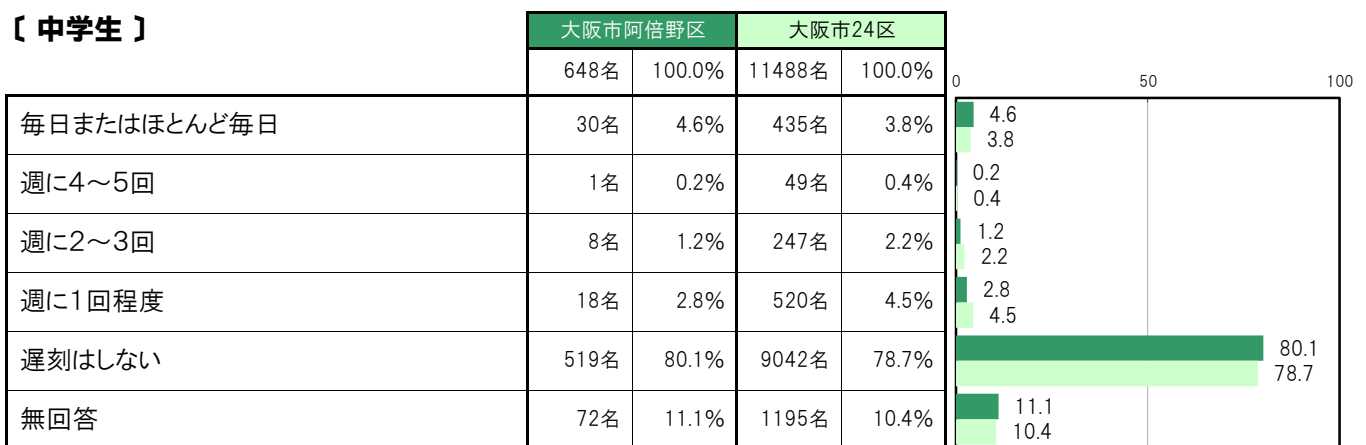 〔 中学生 〕
大阪市阿倍野区 大阪市24区
648名 100.0% 11488名 100.0%
0 50 100
毎日またはほとんど毎日 30名 4.6% 435名 3.8%
4.6
3.8
週に4～5回 1名 0.2% 49名 0.4%
0.2
0.4
週に2～3回 8名 1.2% 247名 2.2%
1.2
2.2
週に1回程度 18名 2.8% 520名 4.5%
2.8
4.5
遅刻はしない 519名 80.1% 9042名 78.7%
80.1
78.7
無回答 72名 11.1% 1195名 10.4%
11.1
10.4